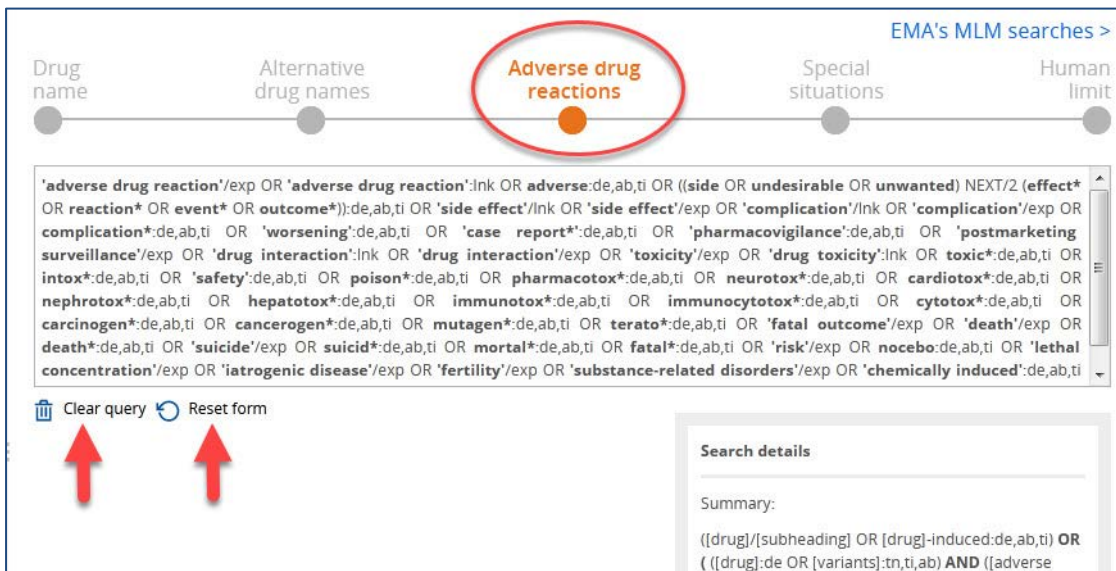 EMA's MLM searches >
Drug name
Alternative drug names
Adverse drug reactions
Special situations
Human limit
'adverse drug reaction'/exp OR 'adverse drug reaction':lnk OR adverse:de,ab,ti OR ((side OR undesirable OR unwanted) NEXT/2 (effect*
OR reaction* OR event* OR outcome*)):de,ab,ti OR 'side effect'/lnk OR 'side effect'/exp OR 'complication'/lnk OR 'complication'/exp OR
complication*:de,ab,ti OR 'worsening':de,ab,ti OR 'case report*':de,ab,ti OR 'pharmacovigilance':de,ab,ti OR 'postmarketing
surveillance'/exp OR 'drug interaction':lnk OR 'drug interaction'/exp OR 'toxicity'/exp OR 'drug toxicity':lnk OR toxic*:de,ab,ti OR
intox*:de,ab,ti OR 'safety':de,ab,ti OR poison*:de,ab,ti OR pharmacotox*:de,ab,ti OR neurotox*:de,ab,ti OR cardiotox*:de,ab,ti OR
nephrotox*:de,ab,ti OR hepatotox*:de,ab,ti OR immunotox*:de,ab,ti OR immunocytotox*:de,ab,ti OR cytotox*:de,ab,ti OR
carcinogen*:de,ab,ti OR cancerogen*:de,ab,ti OR mutagen*:de,ab,ti OR terato*:de,ab,ti OR 'fatal outcome'/exp OR 'death'/exp OR
death*:de,ab,ti OR 'suicide'/exp OR suicid*:de,ab,ti OR mortal*:de,ab,ti OR fatal*:de,ab,ti OR 'risk'/exp OR nocebo:de,ab,ti OR 'lethal
concentration'/exp OR 'iatrogenic disease'/exp OR 'fertility'/exp OR 'substance-related disorders'/exp OR 'chemically induced':de,ab,ti
Clear query Reset form
Search details
Summary:
([drug]/[subheading] OR [drug]-induced:de,ab,ti) OR
( ([drug]:de OR [variants]:tn,ti,ab) AND ([adverse